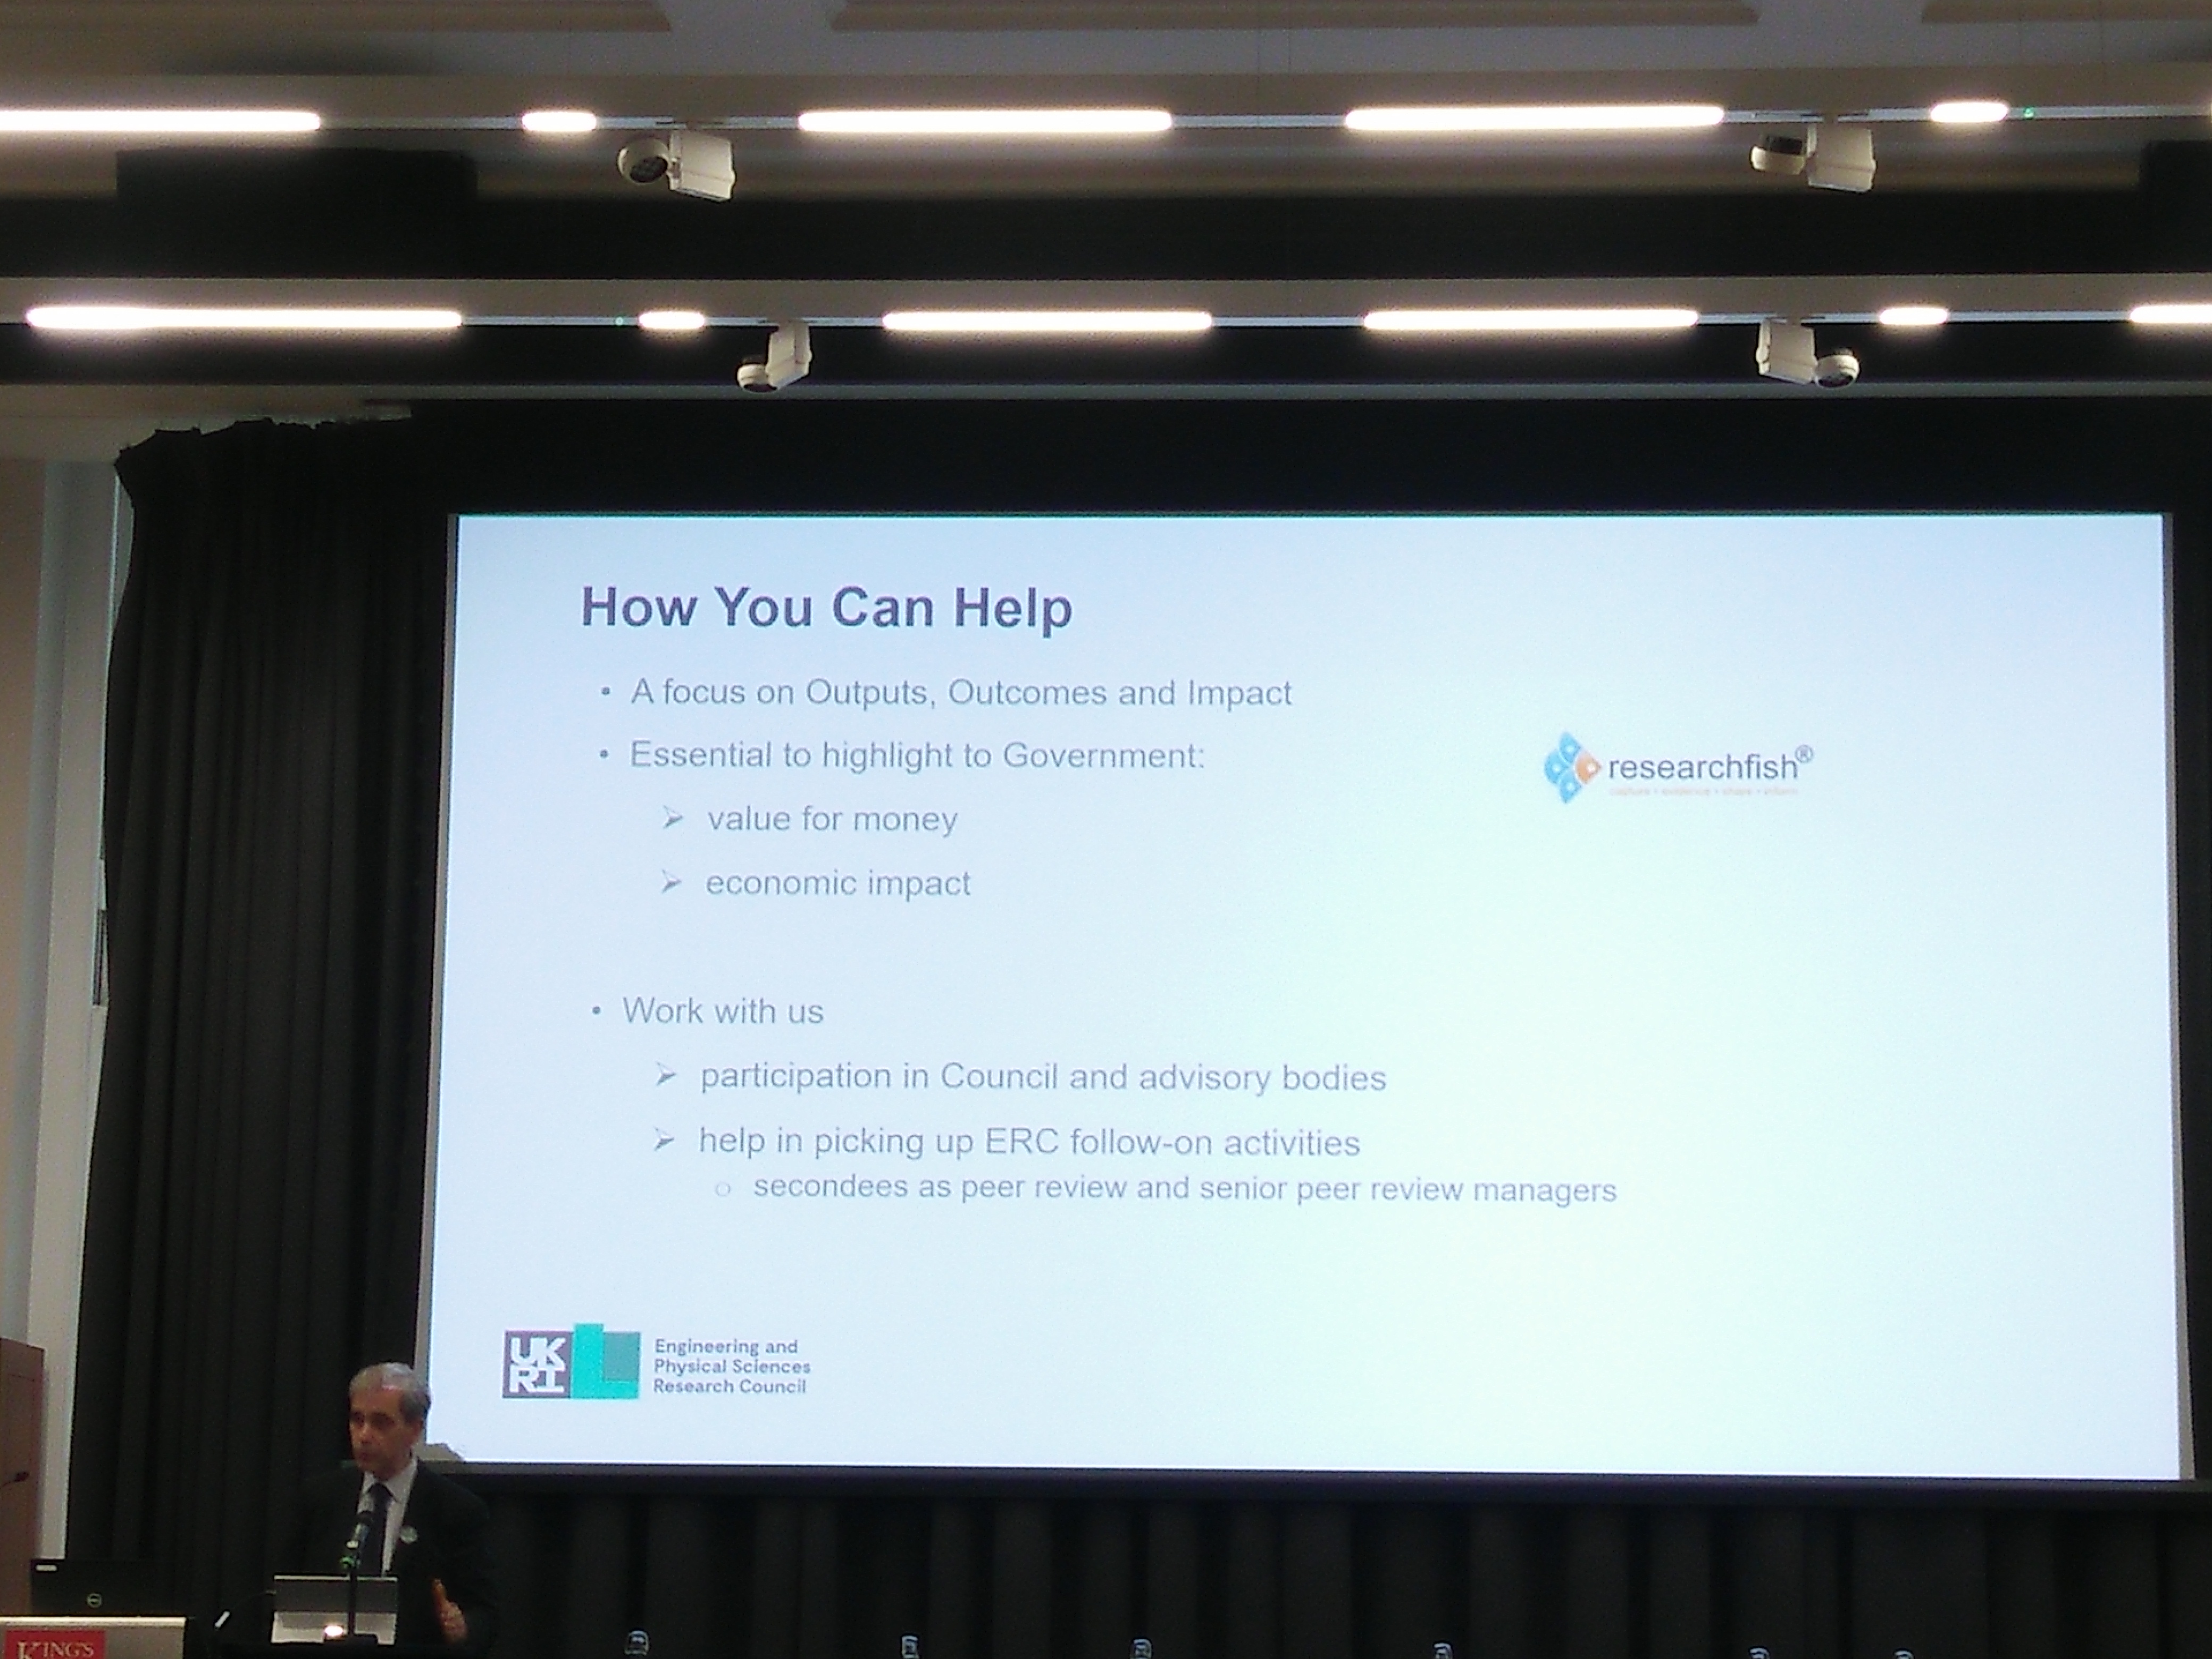 How You Can Help
• A focus on Outputs, Outcomes and Impact
• Essential to highlight to Government:
researchfish®
➢ value for money
➢ economic impact
• Work with us
➢ participation in Council and advisory bodies
➢ help in picking up ERC follow-on activities
○ secondees as peer review and senior peer review managers
UK
RI
Engineering and
Physical Sciences
Research Council
DELL
KING'S